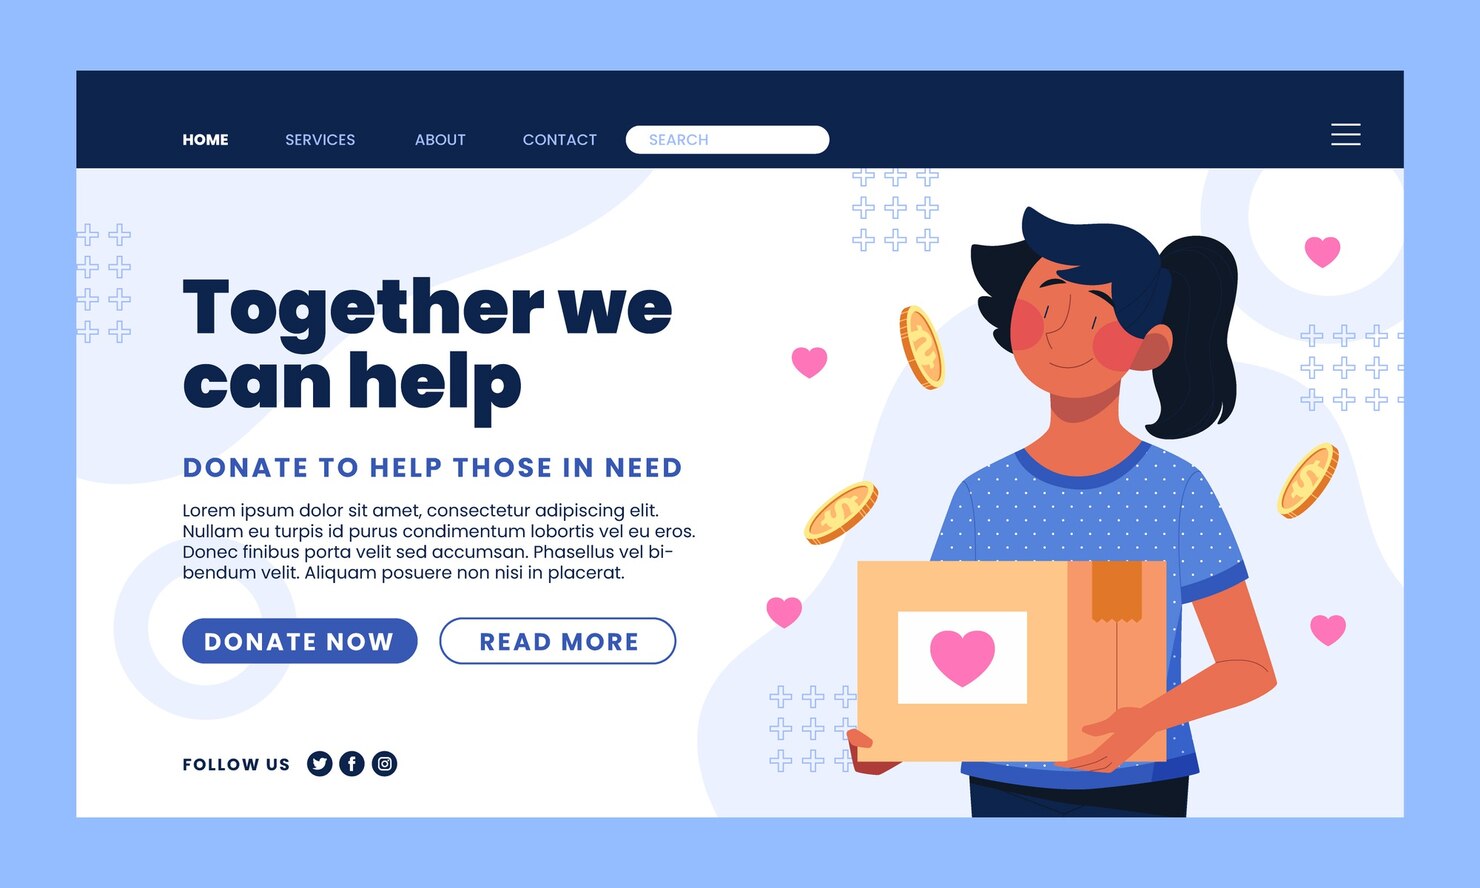 HOME SERVICES ABOUT CONTACT SEARCH
Together we
can help
DONATE TO HELP THOSE IN NEED
Lorem ipsum dolor sit amet, consectetur adipiscing elit.
Nullam eu turpis id purus condimentum lobortis vel eu eros.
Donec finibus porta velit sed accumsan. Phasellus vel bi-
bendum velit. Aliquam posuere non nisi in placerat.
DONATE NOW READ MORE
FOLLOW US